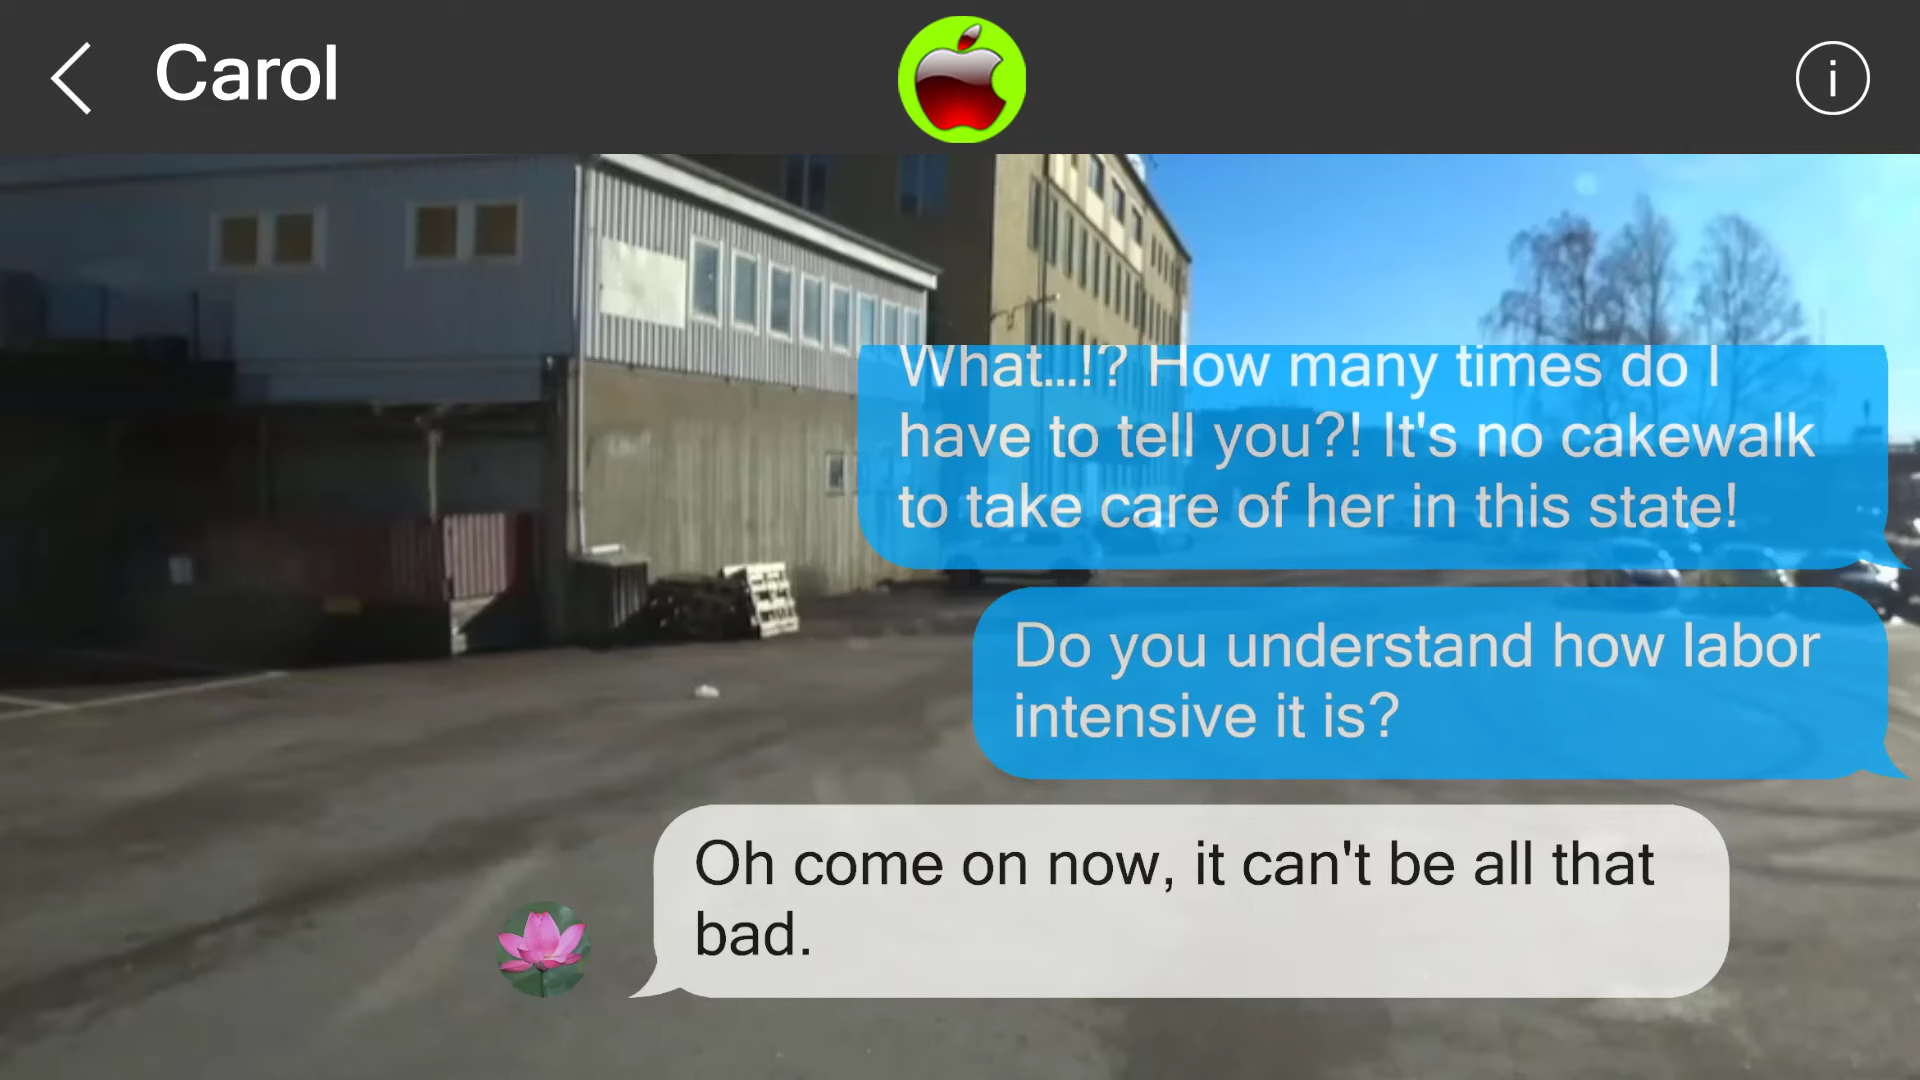 Carol
What...!? How many times do I
have to tell you?! It's no cakewalk
to take care of her in this state!
Do you understand how labor
intensive it is?
Oh come on now, it can't be all that
bad.